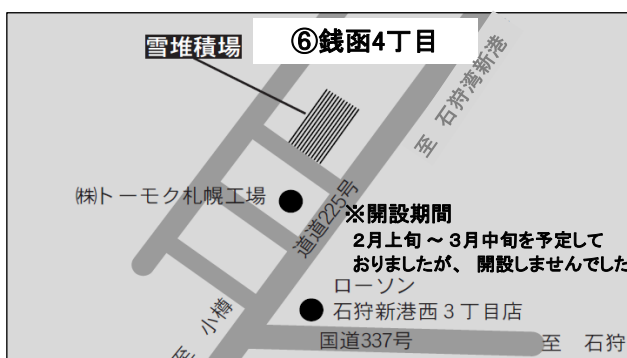 ⑥銭函4丁目
雪堆積場
至 石狩湾新港
㈱トーモク札幌工場
道道225号
※開設期間
2月上旬 ～ 3月中旬を予定して
おりましたが、 開設しませんでした
ローソン
石狩新港西3丁目店
国道337号
至 石狩
至 小樽